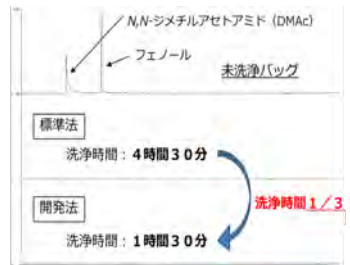 N,N-ジメチルアセトアミド（DMAc）
フェノール
未洗浄バッグ
標準法
洗浄時間：４時間３０分
洗浄時間１／３
開発法
洗浄時間：１時間３０分